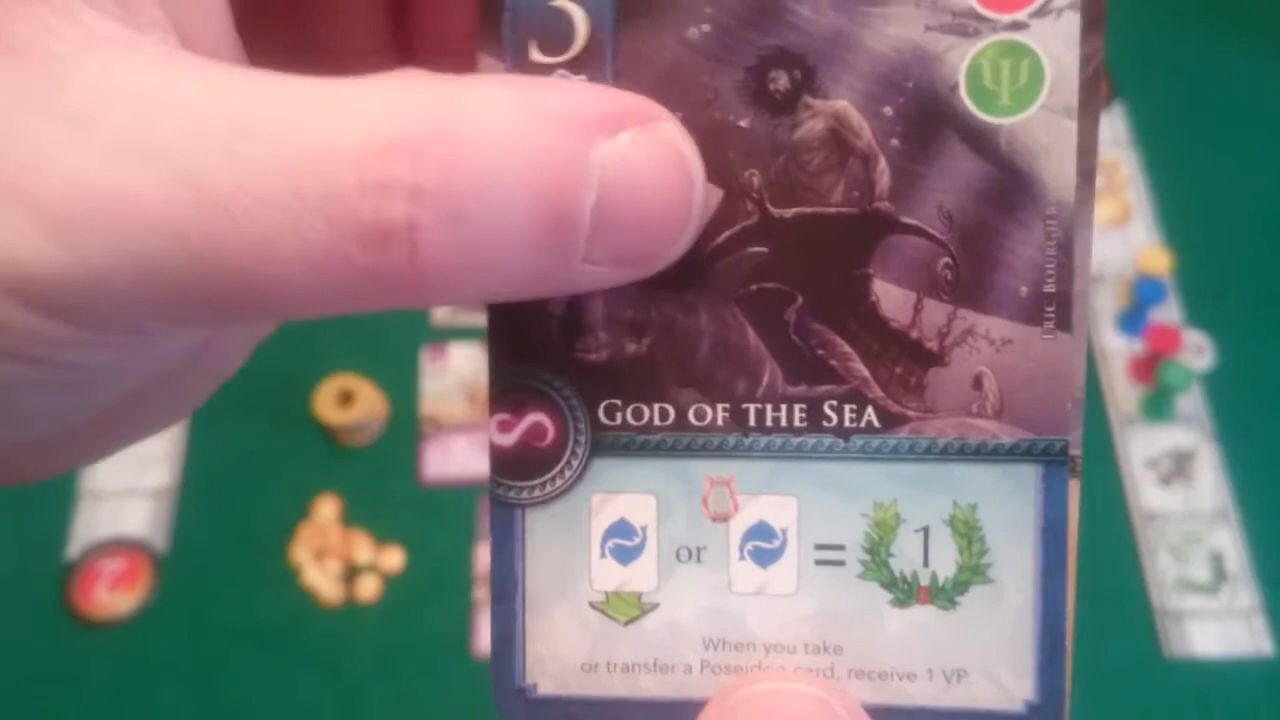 GOD OF THE SEA
ERIC BOURGIER
or
= 1
When you take
or transfer a Poseidon card, receive 1 VP.